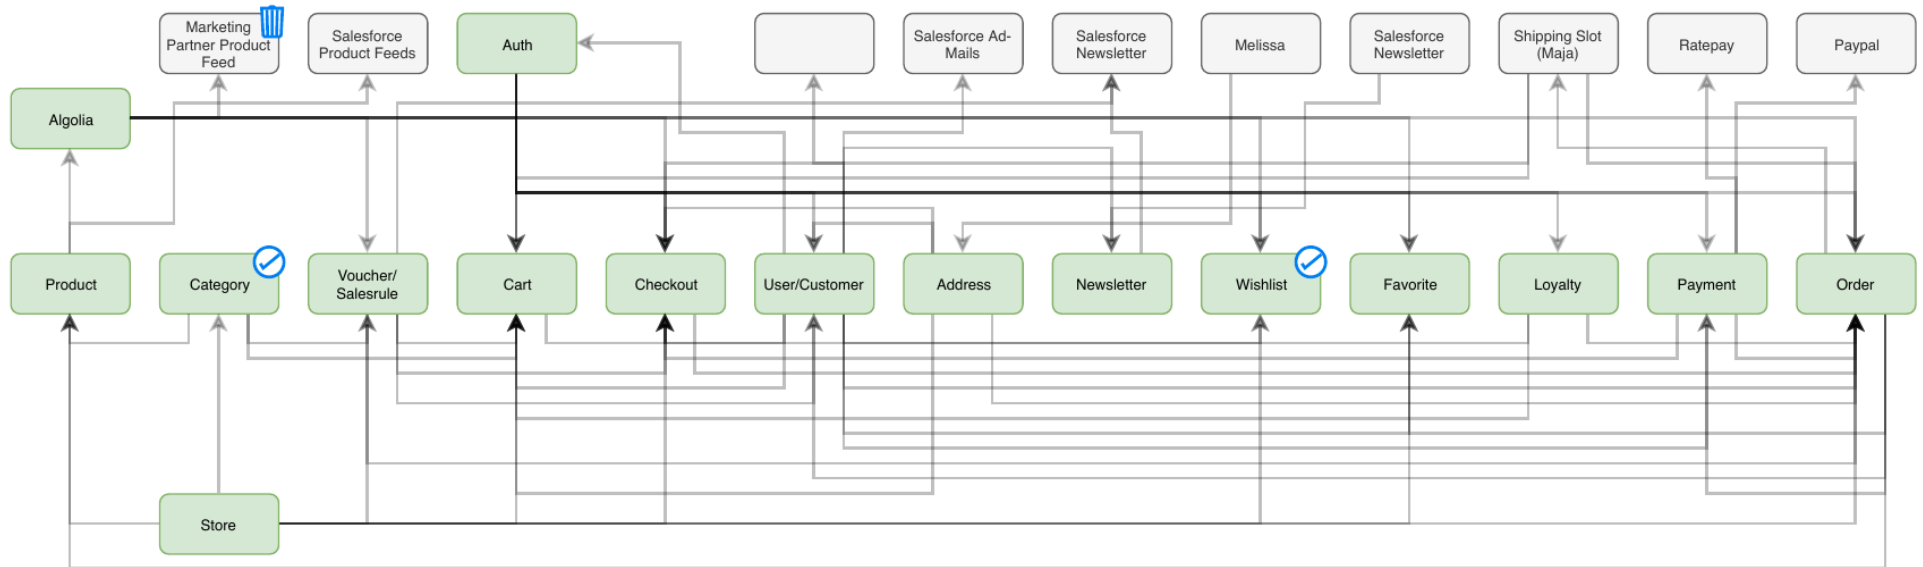 Marketing
Partner Product
Feed
Salesforce
Product Feeds
Auth
Salesforce Ad-
Mails
Salesforce
Newsletter
Melissa
Salesforce
Newsletter
Shipping Slot
(Maja)
Ratepay
Paypal
Algolia
Product
Category
Voucher/
Salesrule
Cart
Checkout
User/Customer
Address
Newsletter
Wishlist
Favorite
Loyalty
Payment
Order
Store